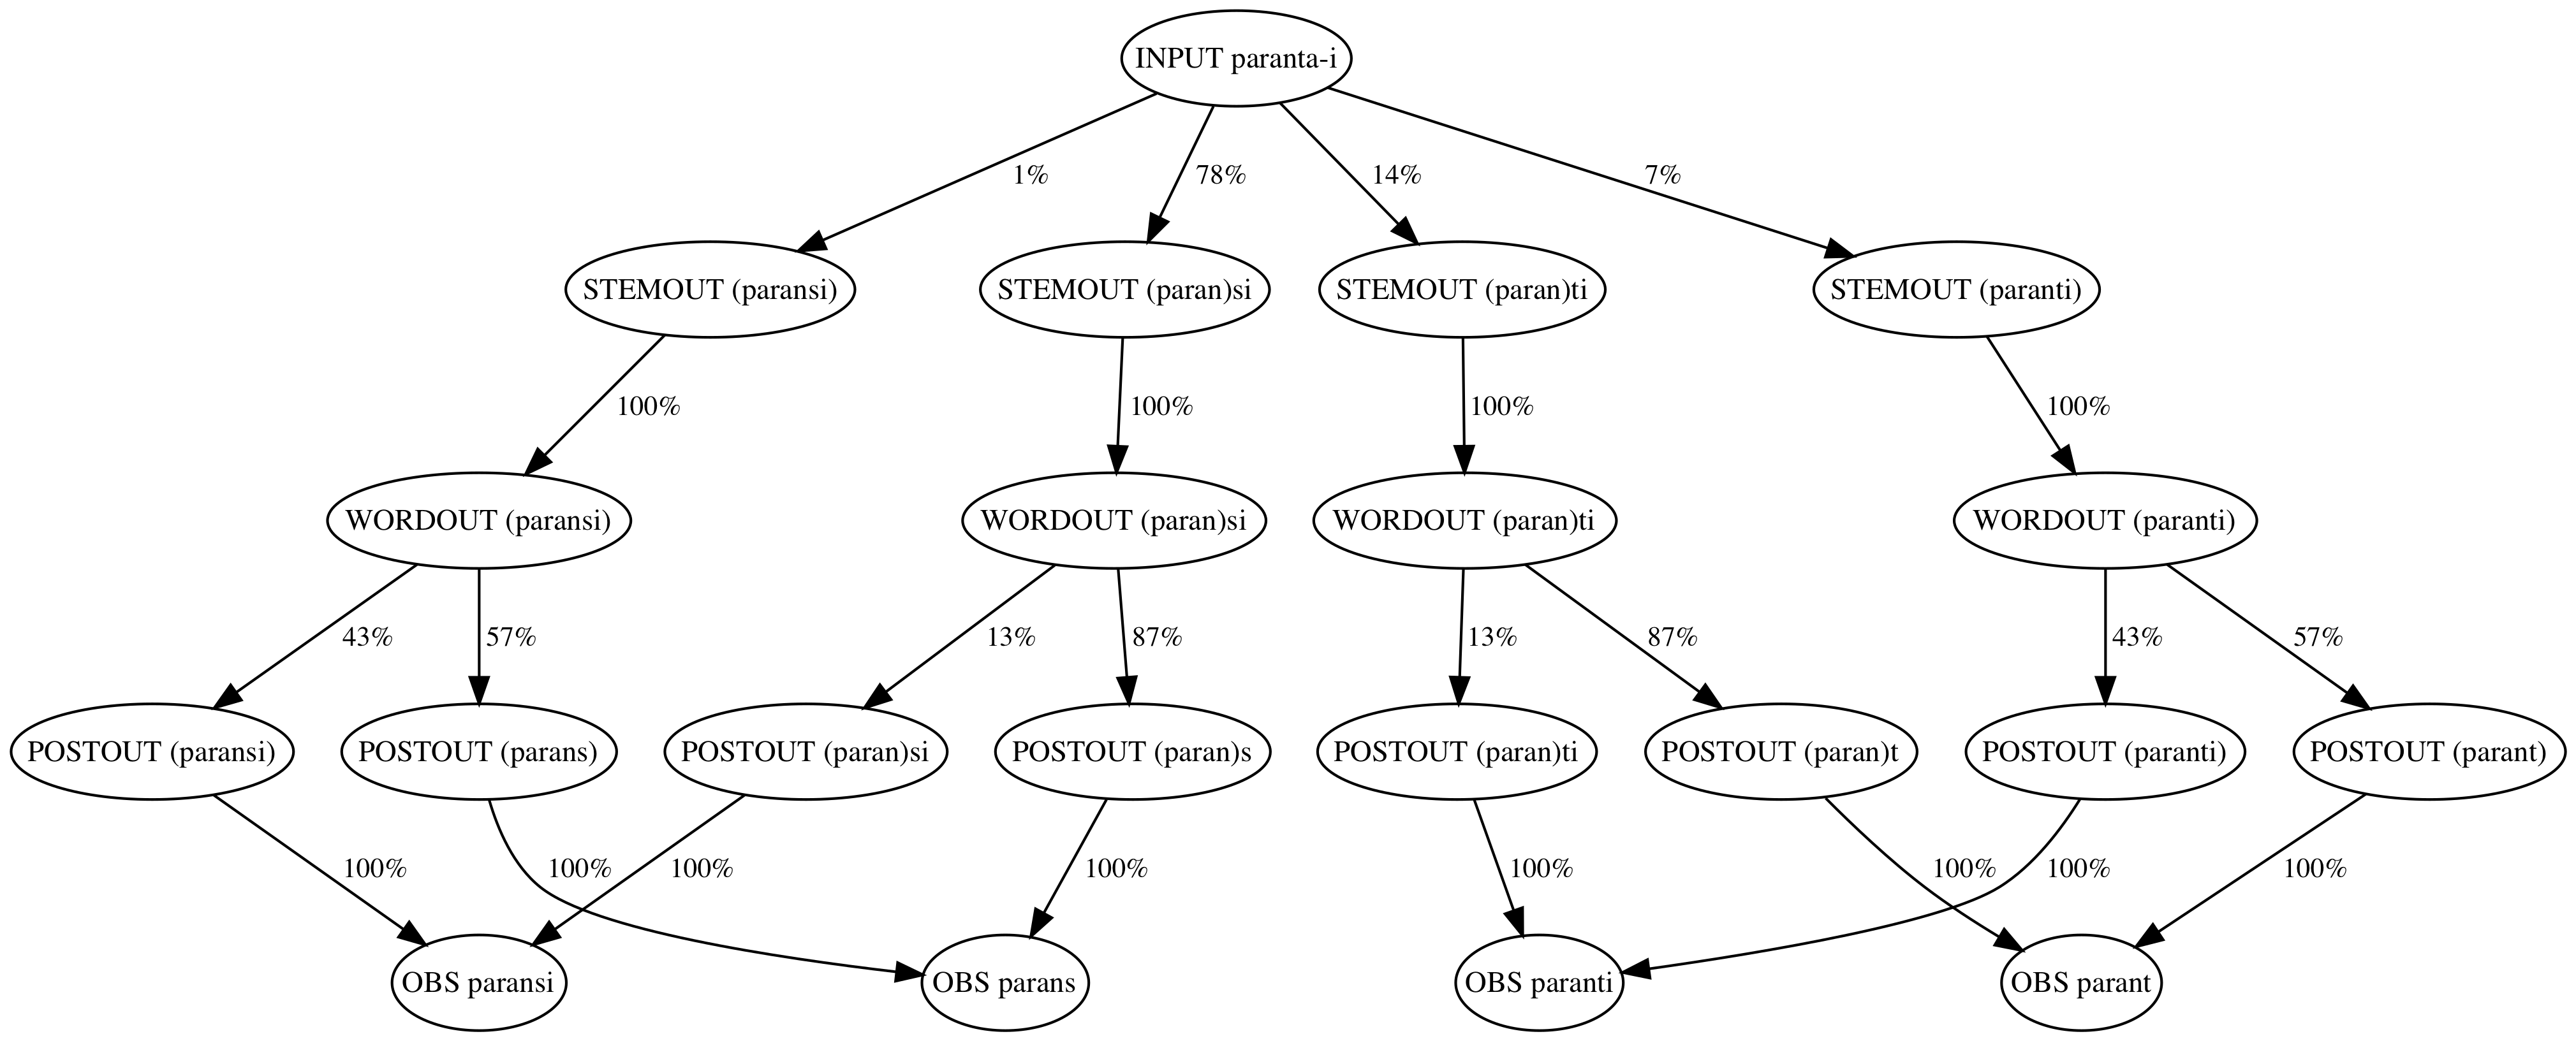 INPUT paranta-i
1%
78%
14%
7%
STEMOUT (paransi)
STEMOUT (paran)si
STEMOUT (paran)ti
STEMOUT (paranti)
100%
100%
100%
100%
WORDOUT (paransi)
WORDOUT (paran)si
WORDOUT (paran)ti
WORDOUT (paranti)
43%
57%
13%
87%
13%
87%
43%
57%
POSTOUT (paransi)
POSTOUT (parans)
POSTOUT (paran)si
POSTOUT (paran)s
POSTOUT (paran)ti
POSTOUT (paran)t
POSTOUT (paranti)
POSTOUT (parant)
100%
100%
100%
100%
100%
100%
100%
100%
OBS paransi
OBS parans
OBS paranti
OBS parant